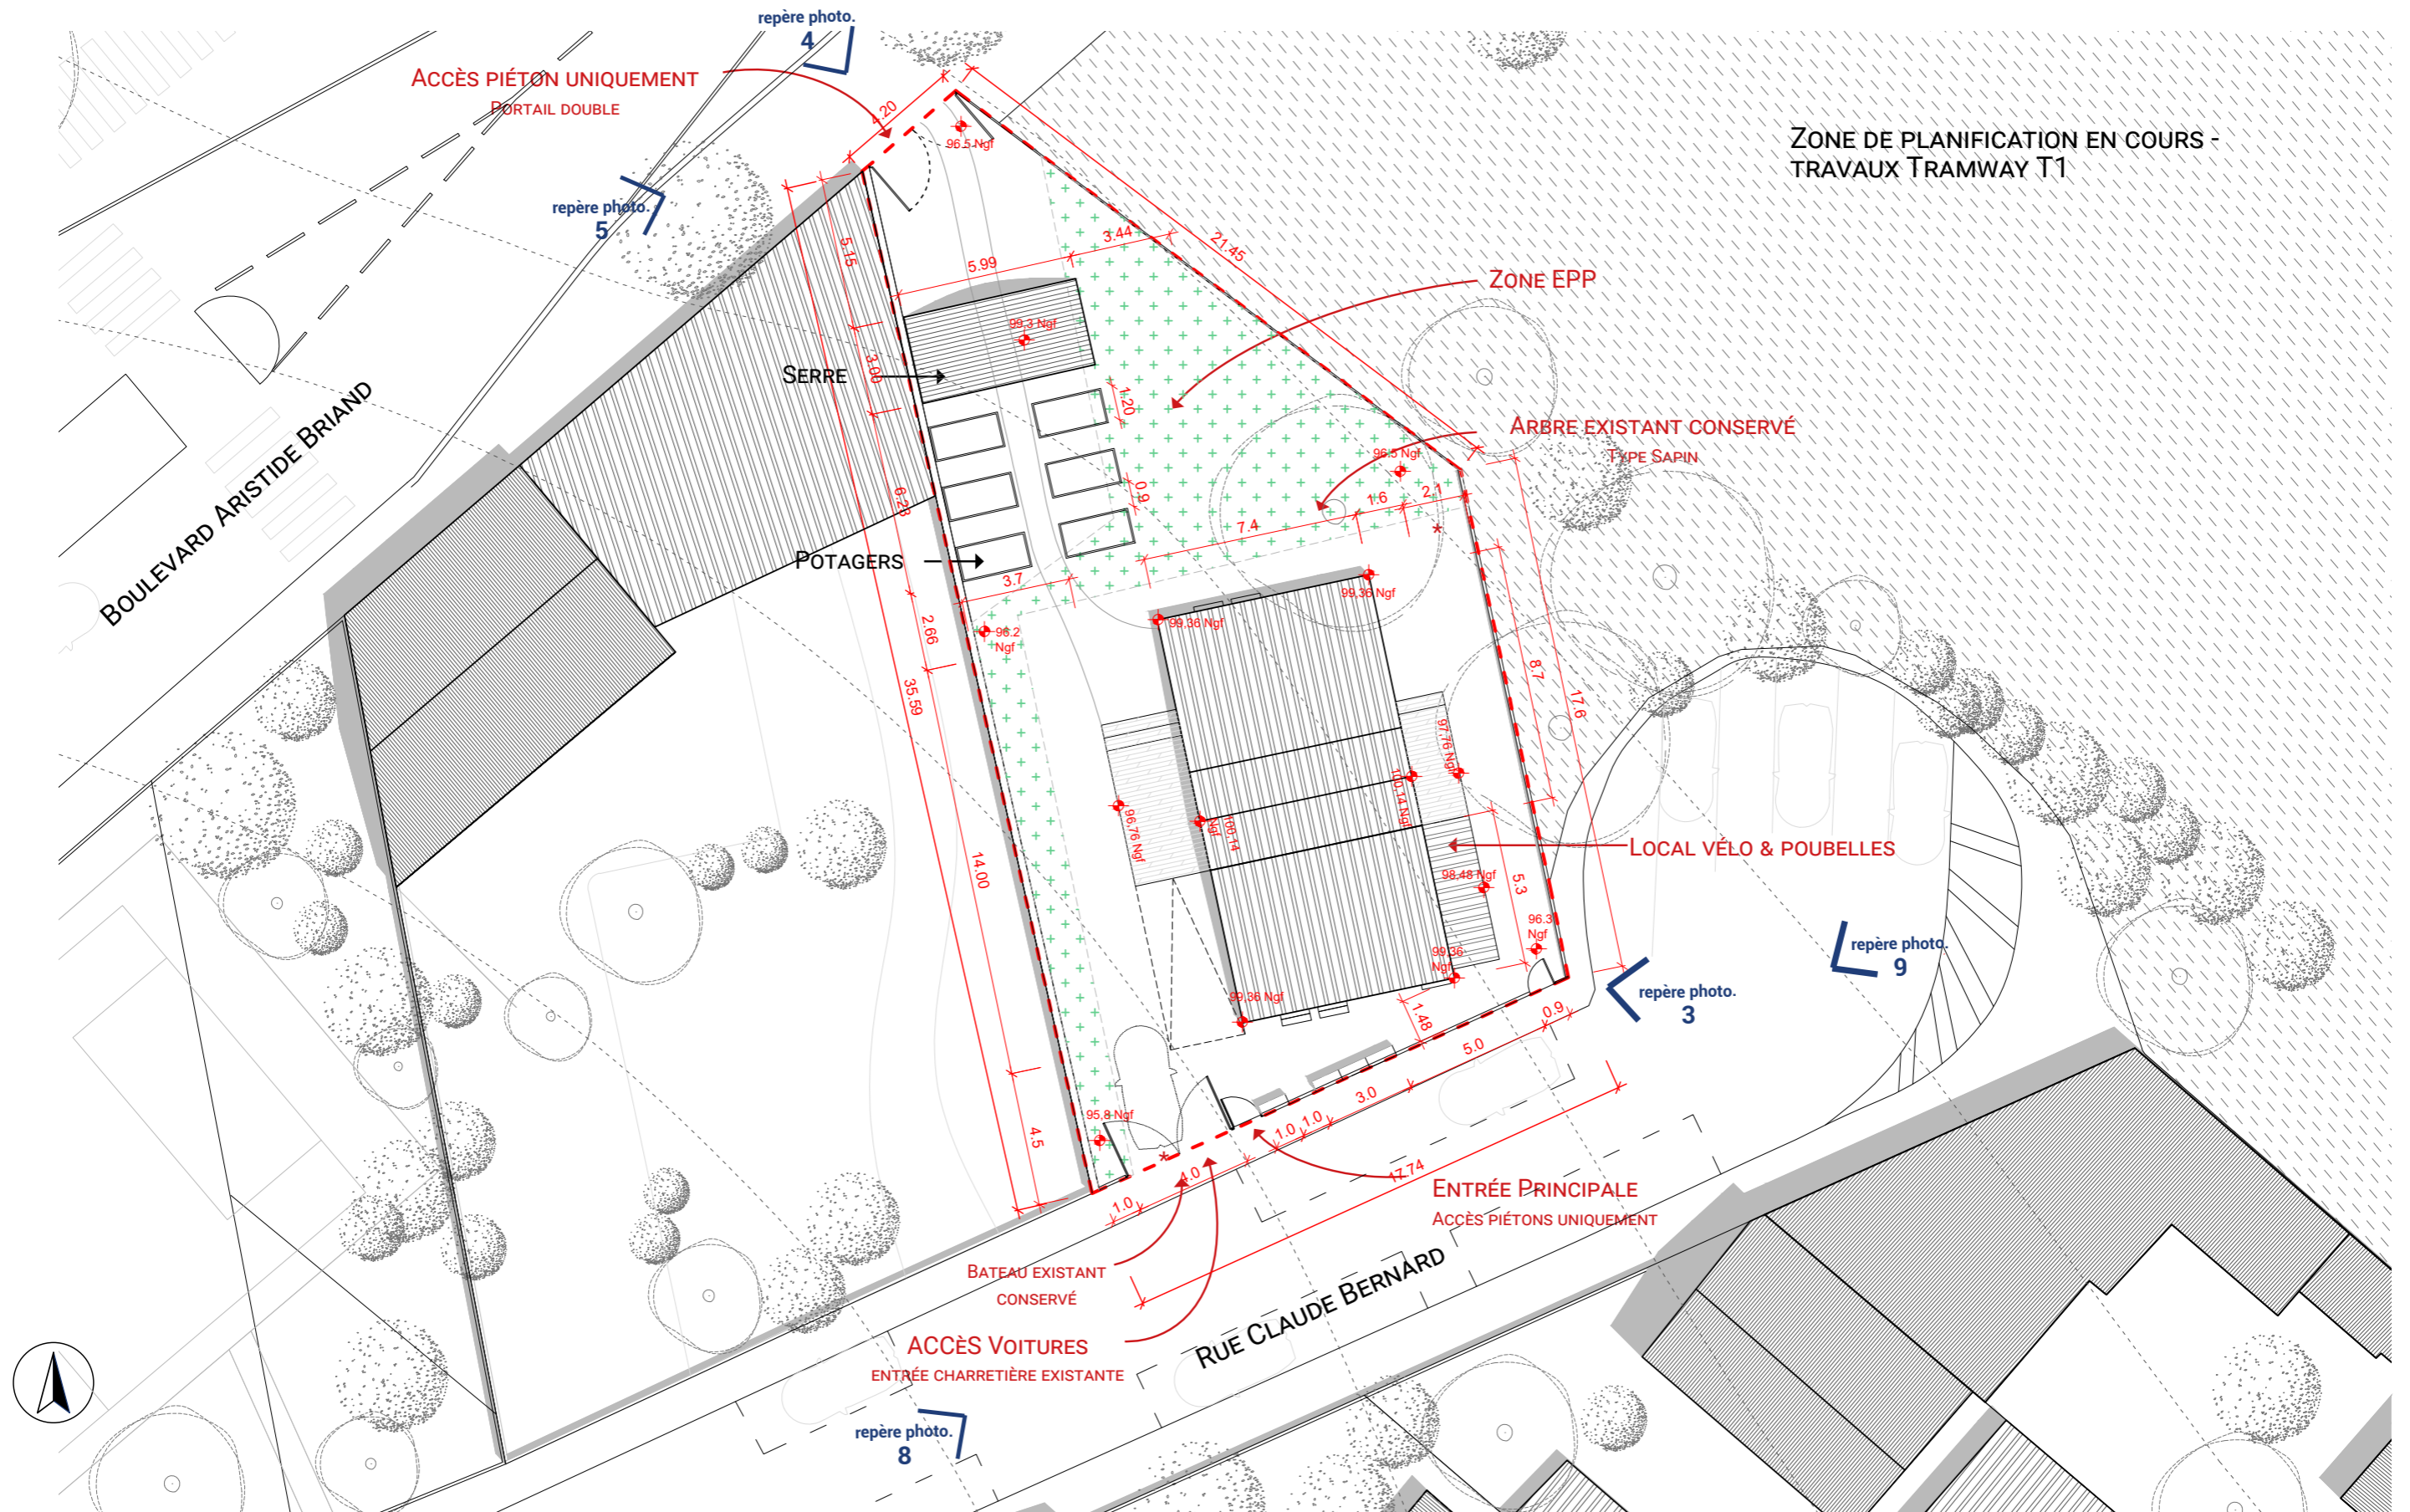 repère photo.
4
ACCÈS PIÉTON UNIQUEMENT
PORTAIL DOUBLE
4.20
96.5 Ngf
ZONE DE PLANIFICATION EN COURS -
TRAVAUX TRAMWAY T1
repère photo.
5
5.15
5.99
3.44
21.45
ZONE EPP
99,3 Ngf
SERRE
3.00
1.20
BOULEVARD ARISTIDE BRIAND
ARBRE EXISTANT CONSERVÉ
TYPE SAPIN
96.5 Ngf
6.23
0.9
7.4
1.6
2.1
*
POTAGERS
3.7
99,36 Ngf
99,36 Ngf
96.2
Ngf
2.66
35.59
8.7
17.6
97,76 Ngf
100,14 Ngf
96,76 Ngf
100,14
Ngf
14.00
LOCAL VÉLO & POUBELLES
98,48 Ngf
5.3
96.3
Ngf
99,36
Ngf
99,36 Ngf
repère photo.
9
repère photo.
3
1.48
0.9
5.0
3.0
1.0
1.0
95.8 Ngf
4.5
*
4.0
1.0
17.74
ENTRÉE PRINCIPALE
ACCÈS PIÉTONS UNIQUEMENT
BATEAU EXISTANT
CONSERVÉ
RUE CLAUDE BERNARD
ACCÈS VOITURES
ENTRÉE CHARRETIÈRE EXISTANTE
repère photo.
8